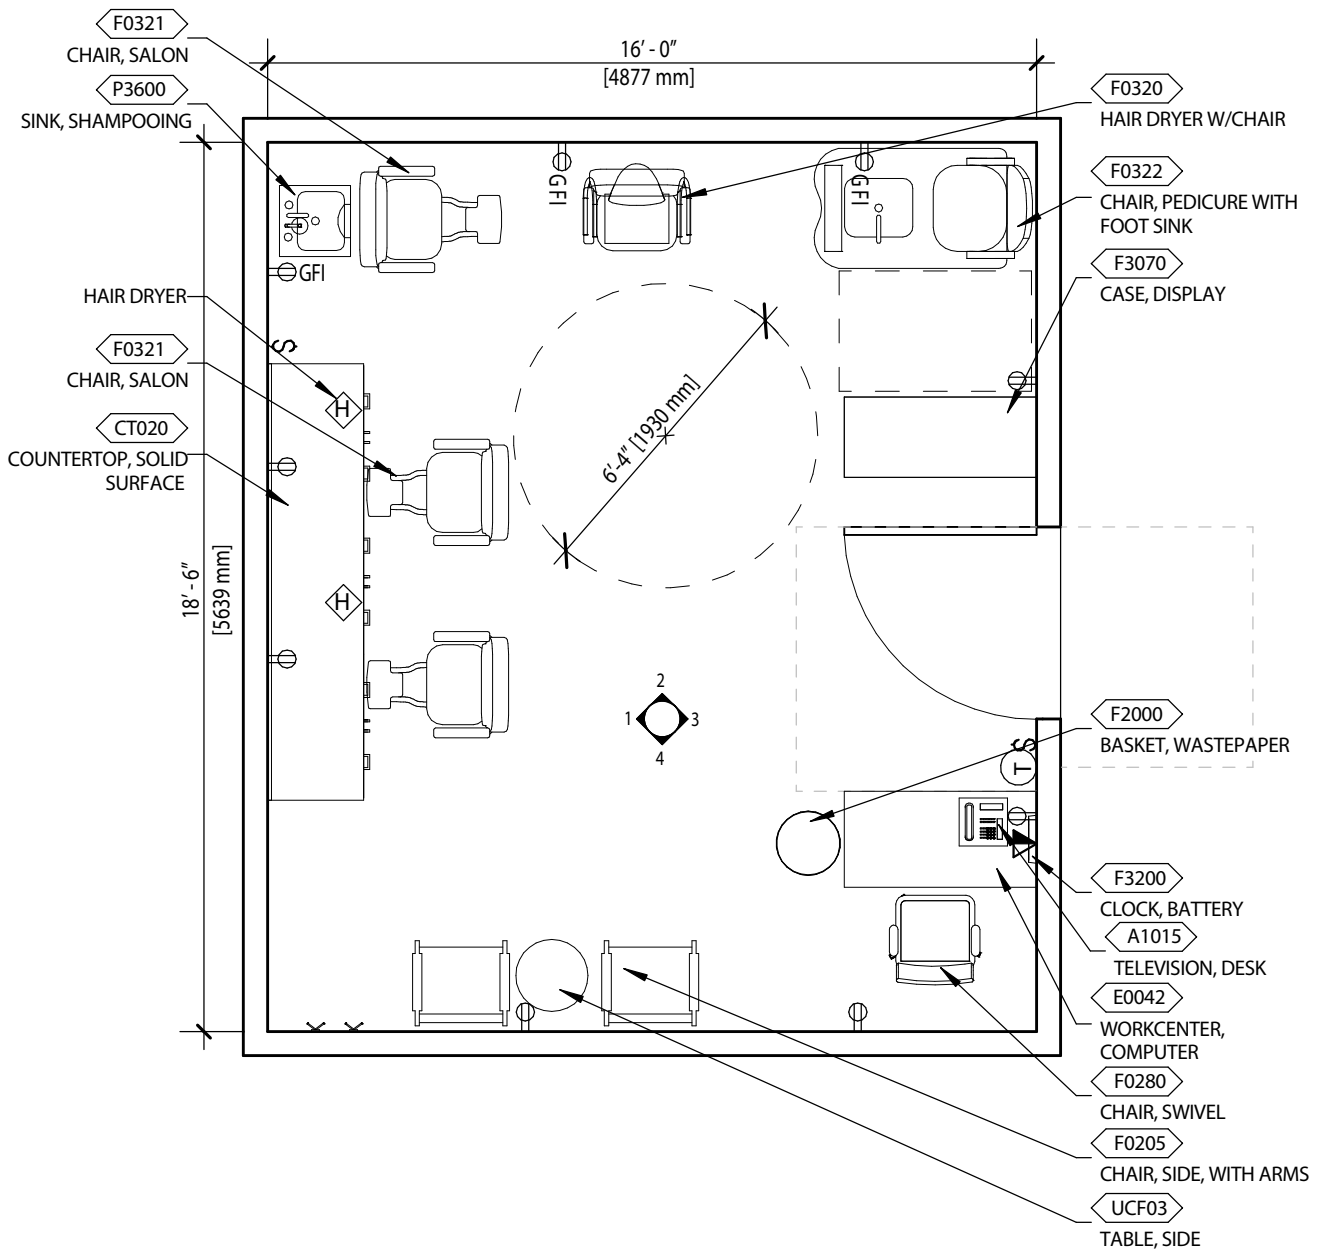 F0321
CHAIR, SALON
P3600
SINK, SHAMPOOING
HAIR DRYER
F0321
CHAIR, SALON
CT020
COUNTERTOP, SOLID
SURFACE
16' - 0"
[4877 mm]
18' - 6"
[5639 mm]
GFI
GFI
GFI
$
H
H
6'-4" [1930 mm]
2
1
3
4
$
T
F0320
HAIR DRYER W/CHAIR
F0322
CHAIR, PEDICURE WITH
FOOT SINK
F3070
CASE, DISPLAY
F2000
BASKET, WASTEPAPER
F3200
CLOCK, BATTERY
A1015
TELEVISION, DESK
E0042
WORKCENTER,
COMPUTER
F0280
CHAIR, SWIVEL
F0205
CHAIR, SIDE, WITH ARMS
UCF03
TABLE, SIDE